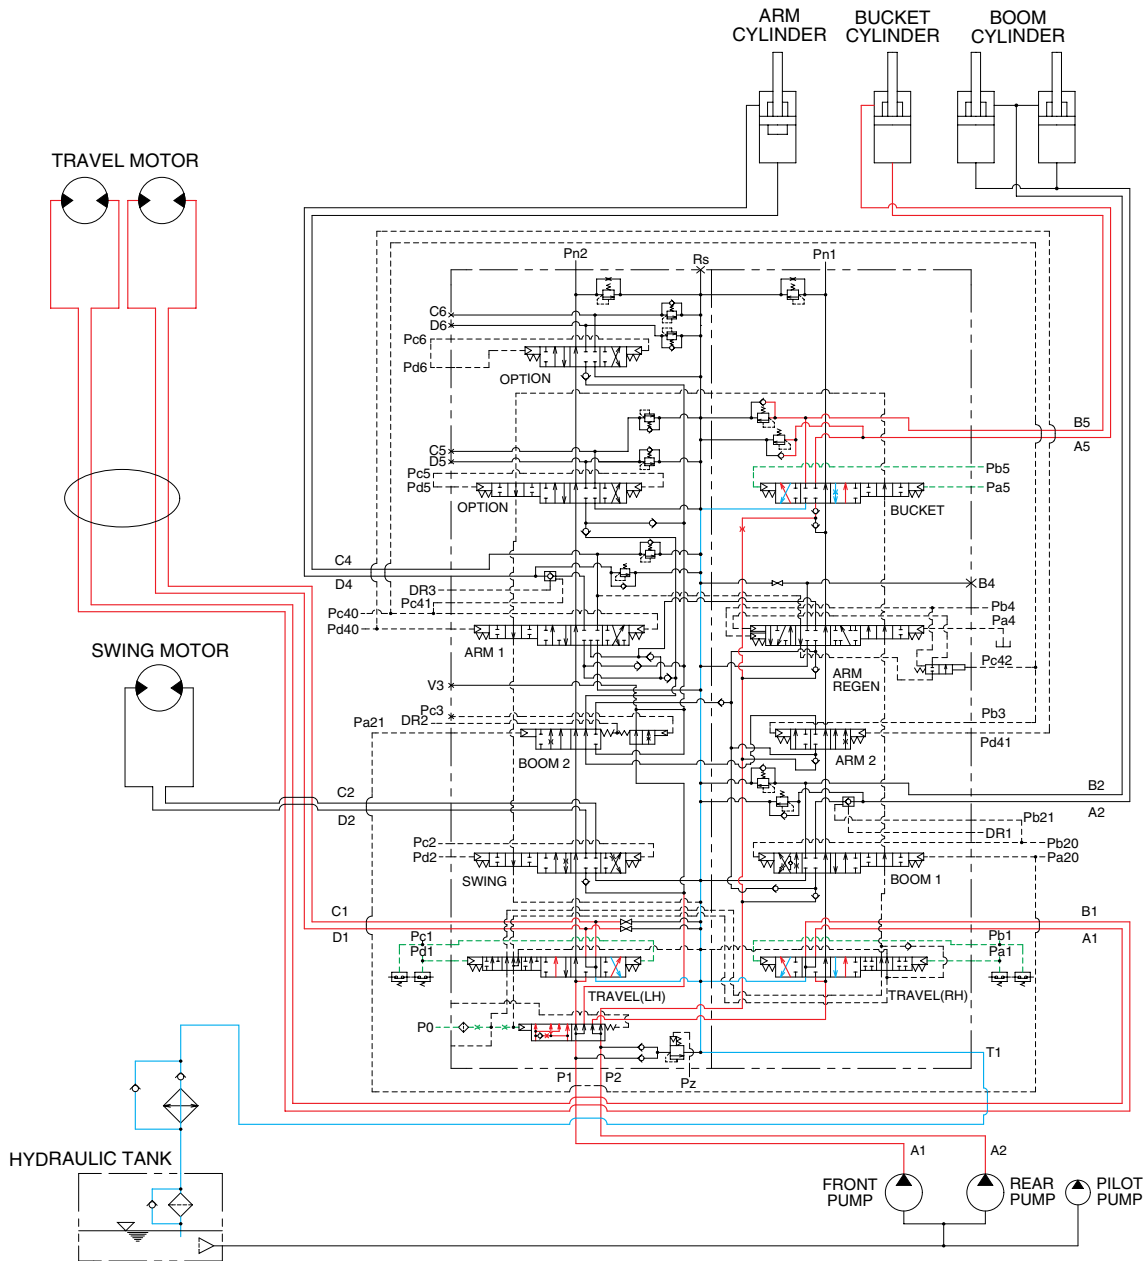 ARM
CYLINDER
BUCKET
CYLINDER
BOOM
CYLINDER
TRAVEL MOTOR
Pn2
Rs
Pn1
C6
D6
Pc6
Pd6
OPTION
B5
A5
C5
D5
Pc5
Pd5
Pb5
Pa5
OPTION
BUCKET
C4
D4
DR3
Pc41
B4
Pc40
Pd40
Pb4
Pa4
ARM 1
ARM
REGEN
Pc42
SWING MOTOR
V3
Pc3
DR2
Pa21
Pb3
Pd41
BOOM 2
ARM 2
C2
D2
B2
A2
Pb21
DR1
Pc2
Pd2
Pb20
Pa20
SWING
BOOM 1
C1
D1
B1
A1
Pc1
Pd1
Pb1
Pa1
TRAVEL(LH)
TRAVEL(RH)
P0
T1
P1
P2
Pz
HYDRAULIC TANK
A1
A2
FRONT
PUMP
REAR
PUMP
PILOT
PUMP